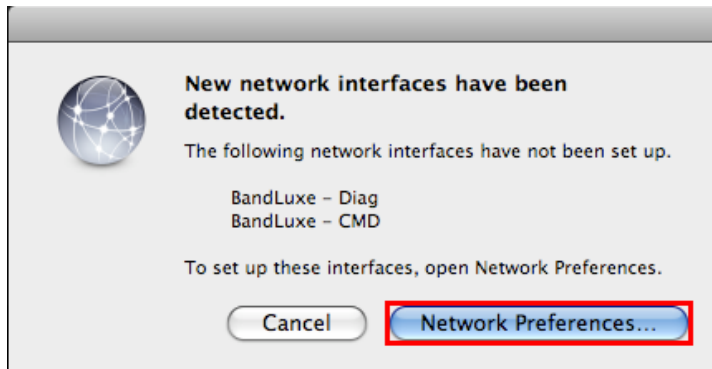 New network interfaces have been
detected.
The following network interfaces have not been set up.
BandLuxe – Diag
BandLuxe – CMD
To set up these interfaces, open Network Preferences.
Cancel
Network Preferences...